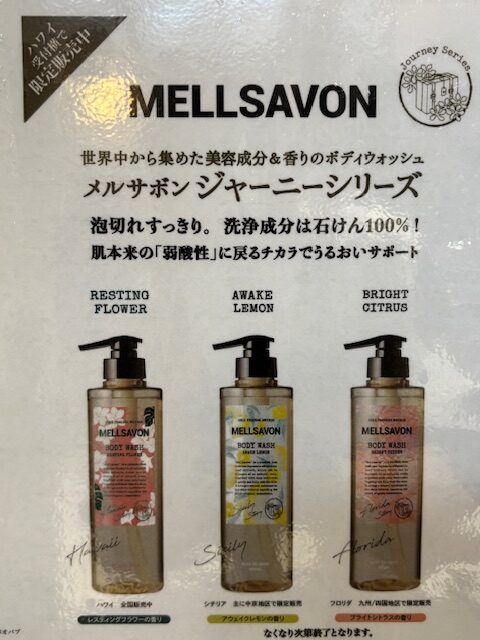 ハワイ
受付横で
限定販売中
Journey Series
MELLSAVON
世界中から集めた美容成分&香りのボディウォッシュ
メルサボン ジャーニーシリーズ
泡切れすっきり。 洗浄成分は石けん100%!
肌本来の「弱酸性」に戻るチカラでうるおいサポート
RESTING
FLOWER
AWAKE
LEMON
BRIGHT
CITRUS
MELLSAVON
BODY WASH
RESTING FLOWER
MELLSAVON
BODY WASH
AWAKE LEMON
MELLSAVON
BODY WASH
BRIGHT CITRUS
Hawaii
Sicily
Florida
ハワイ 全国販売中
レスティングフラワーの香り
シチリア 主に中京地区で限定販売
アウェイクレモンの香り
フロリダ 九州/四国地区で限定販売
ブライトシトラスの香り
なくなり次第終了となります。